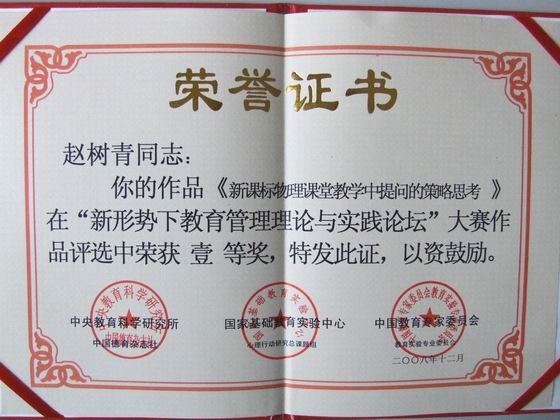 荣誉证书
赵树青同志：
你的作品《新课标物理课堂教学中提问的策略思考》
在“新形势下教育管理理论与实践论坛”大赛作
品评选中荣获 壹 等奖，特发此证，以资鼓励。
中央教育科学研究所 国家基础教育实验中心 中国教育专家委员会
中国德育杂志社 心理行动研究总课题组 教育实验专业委员会
二〇〇八年十二月